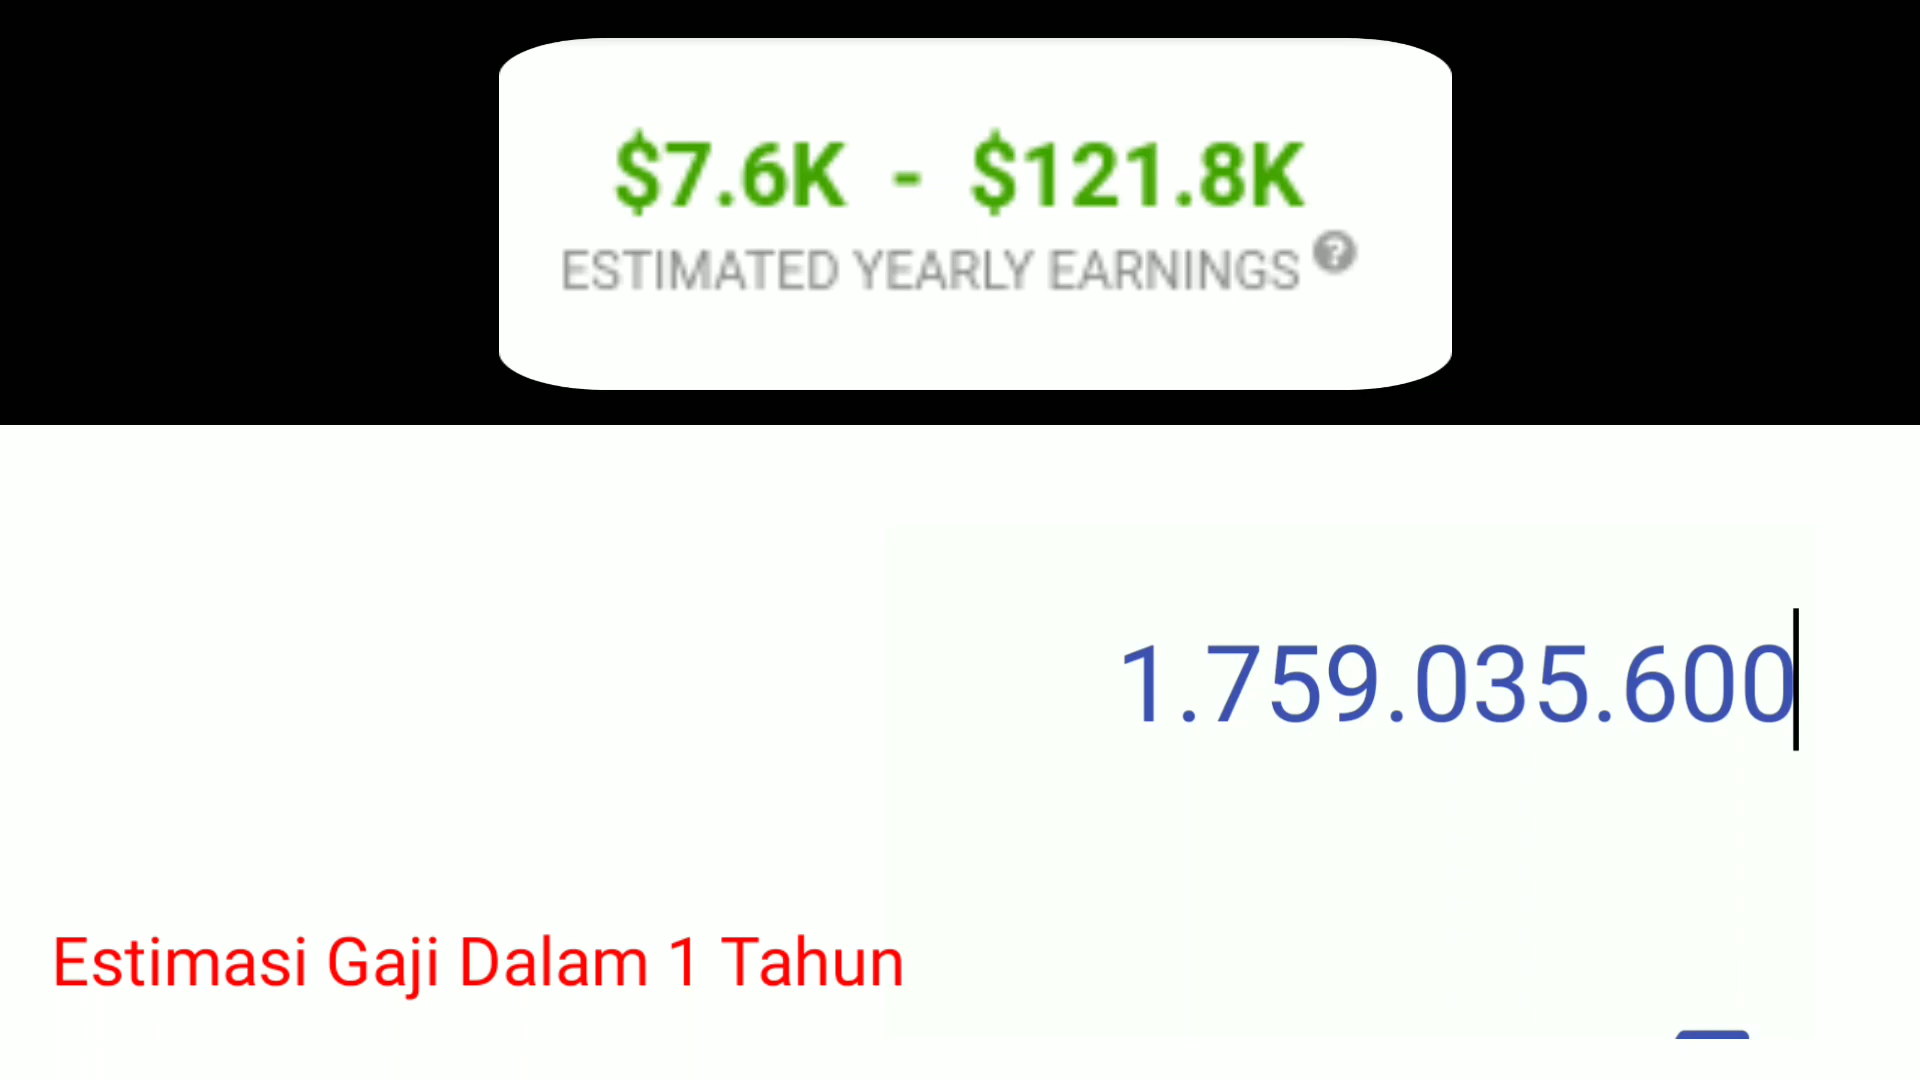 $7.6K - $121.8K
ESTIMATED YEARLY EARNINGS ?
1.759.035.600
Estimasi Gaji Dalam 1 Tahun